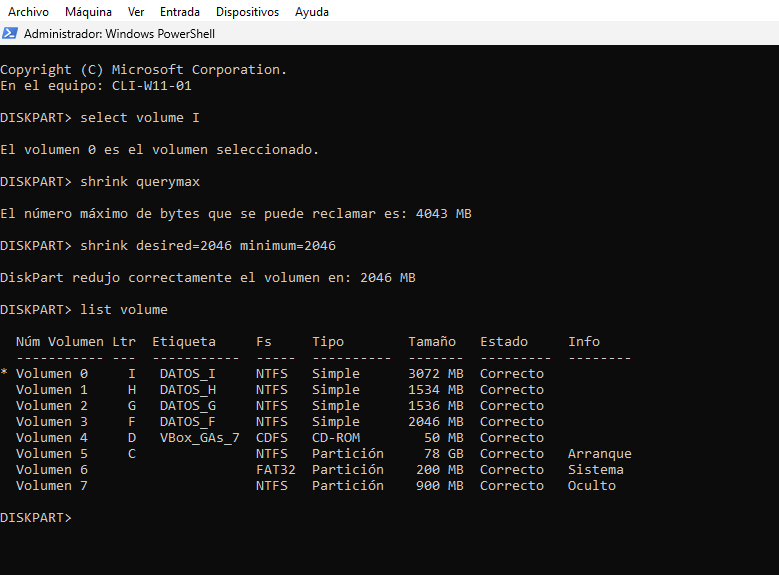 Archivo Máquina Ver Entrada Dispositivos Ayuda
Administrador: Windows PowerShell
Copyright (C) Microsoft Corporation.
En el equipo: CLI-W11-01
DISKPART> select volume I
El volumen 0 es el volumen seleccionado.
DISKPART> shrink querymax
El número máximo de bytes que se puede reclamar es: 4043 MB
DISKPART> shrink desired=2046 minimum=2046
DiskPart redujo correctamente el volumen en: 2046 MB
DISKPART> list volume
Núm Volumen Ltr Etiqueta Fs Tipo Tamaño Estado Info
----------- --- ----------- ----- ---------- ------- --------- --------
* Volumen 0 I DATOS_I NTFS Simple 3072 MB Correcto
Volumen 1 H DATOS_H NTFS Simple 1534 MB Correcto
Volumen 2 G DATOS_G NTFS Simple 1536 MB Correcto
Volumen 3 F DATOS_F NTFS Simple 2046 MB Correcto
Volumen 4 D VBox_GAs_7 CDFS CD-ROM 50 MB Correcto
Volumen 5 C NTFS Partición 78 GB Correcto Arranque
Volumen 6 FAT32 Partición 200 MB Correcto Sistema
Volumen 7 NTFS Partición 900 MB Correcto Oculto
DISKPART>